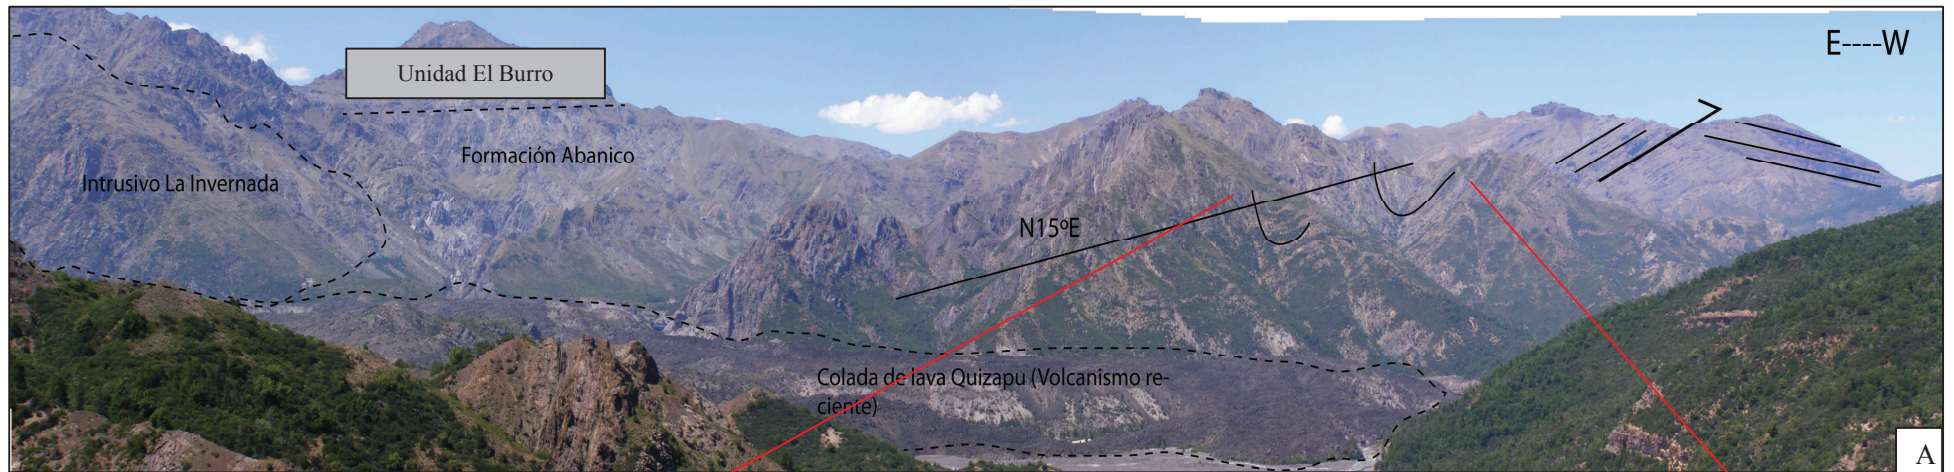 E----W
Unidad El Burro
Formación Abanico
Intrusivo La Invernada
N15ºE
Colada de lava Quizapu (Volcanismo re-
ciente)
A